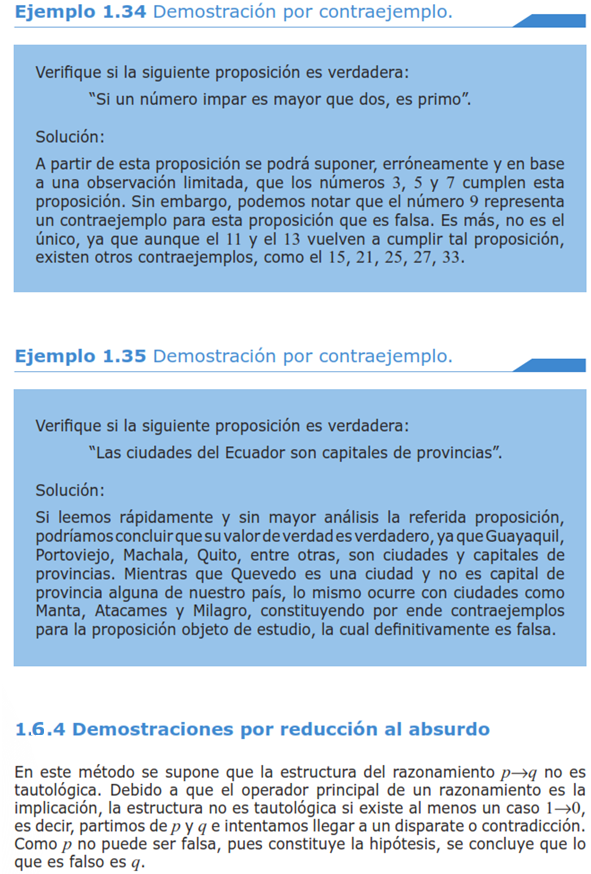 Ejemplo 1.34 Demostración por contraejemplo.
Verifique si la siguiente proposición es verdadera:
“Si un número impar es mayor que dos, es primo”.
Solución:
A partir de esta proposición se podrá suponer, erróneamente y en base
a una observación limitada, que los números 3, 5 y 7 cumplen esta
proposición. Sin embargo, podemos notar que el número 9 representa
un contraejemplo para esta proposición que es falsa. Es más, no es el
único, ya que aunque el 11 y el 13 vuelven a cumplir tal proposición,
existen otros contraejemplos, como el 15, 21, 25, 27, 33.
Ejemplo 1.35 Demostración por contraejemplo.
Verifique si la siguiente proposición es verdadera:
“Las ciudades del Ecuador son capitales de provincias”.
Solución:
Si leemos rápidamente y sin mayor análisis la referida proposición,
podríamos concluir que su valor de verdad es verdadero, ya que Guayaquil,
Portoviejo, Machala, Quito, entre otras, son ciudades y capitales de
provincias. Mientras que Quevedo es una ciudad y no es capital de
provincia alguna de nuestro país, lo mismo ocurre con ciudades como
Manta, Atacames y Milagro, constituyendo por ende contraejemplos
para la proposición objeto de estudio, la cual definitivamente es falsa.
1.6.4 Demostraciones por reducción al absurdo
En este método se supone que la estructura del razonamiento p→q no es
tautológica. Debido a que el operador principal de un razonamiento es la
implicación, la estructura no es tautológica si existe al menos un caso 1→0,
es decir, partimos de p y q e intentamos llegar a un disparate o contradicción.
Como p no puede ser falsa, pues constituye la hipótesis, se concluye que lo
que es falso es q.